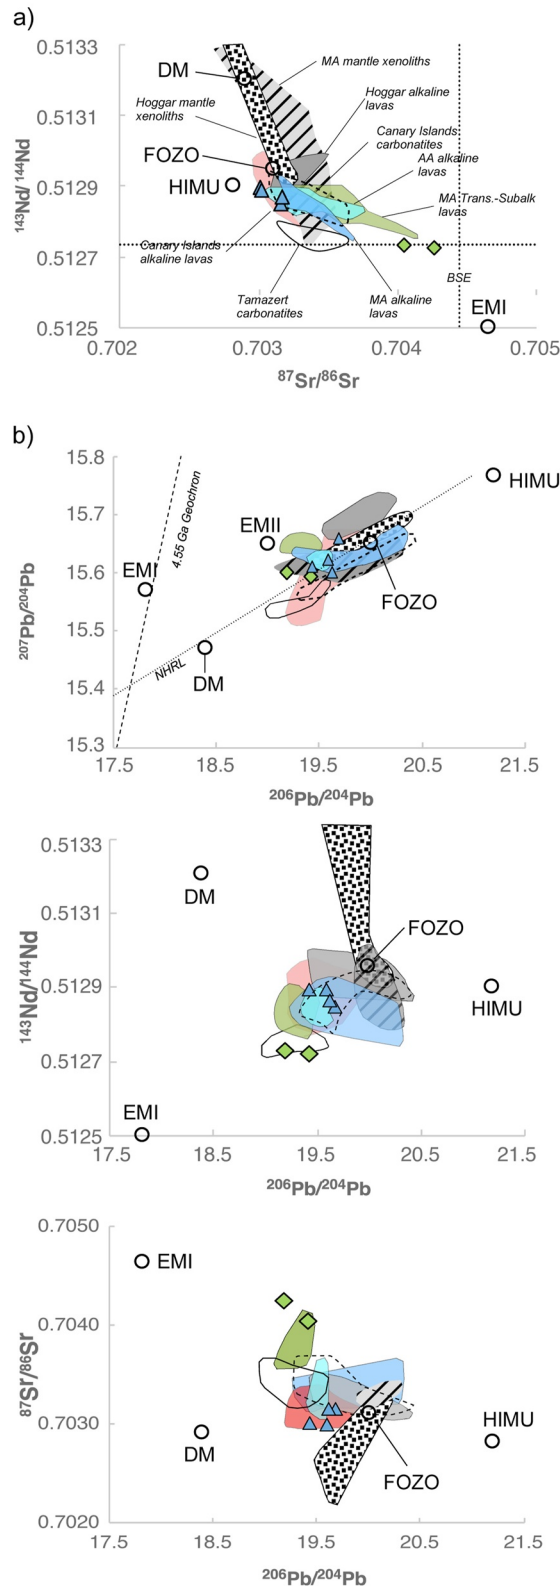 a)
0.5133
DM
MA mantle xenoliths
Hoggar mantle
xenoliths
Hoggar alkaline
lavas
0.5131
Canary Islands
carbonatites
FOZO
AA alkaline
lavas
143Nd/ 144Nd
0.5129
HIMU
MA Trans.-Subalk
lavas
Canary Islands
alkaline lavas
0.5127
BSE
Tamazert
carbonatites
MA alkaline
lavas
EMI
0.5125
0.702 0.703 0.704 0.705
87Sr/86Sr
b)
15.8
HIMU
4.55 Ga Geochron
15.7
EMII
EMI
15.6
FOZO
207Pb/204Pb
15.5
NHRL
DM
15.4
15.3
17.5 18.5 19.5 20.5 21.5
206Pb/204Pb
0.5133
DM
0.5131
FOZO
143Nd/144Nd
0.5129
HIMU
0.5127
EMI
0.5125
17.5 18.5 19.5 20.5 21.5
206Pb/204Pb
0.7050
EMI
0.7040
87Sr/86Sr
0.7030
HIMU
DM
FOZO
0.7020
17.5 18.5 19.5 20.5 21.5
206Pb/204Pb